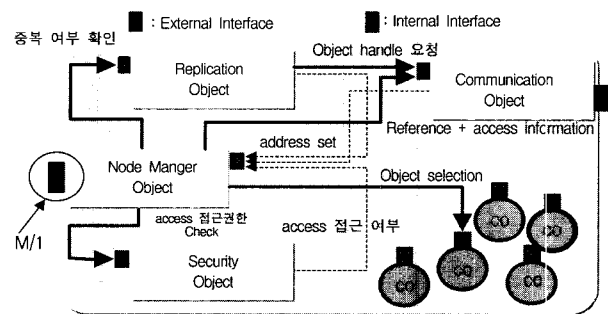 : External Interface
: Internal Interface
중복 여부 확인
Object handle 요청
Replication
Object
Communication
Object
Reference + access information
address set
Node Manger
Object
Object selection
M/1
access 접근권한
Check
access 접근 여부
Security
Object
CO
CO
CO
CO
CO